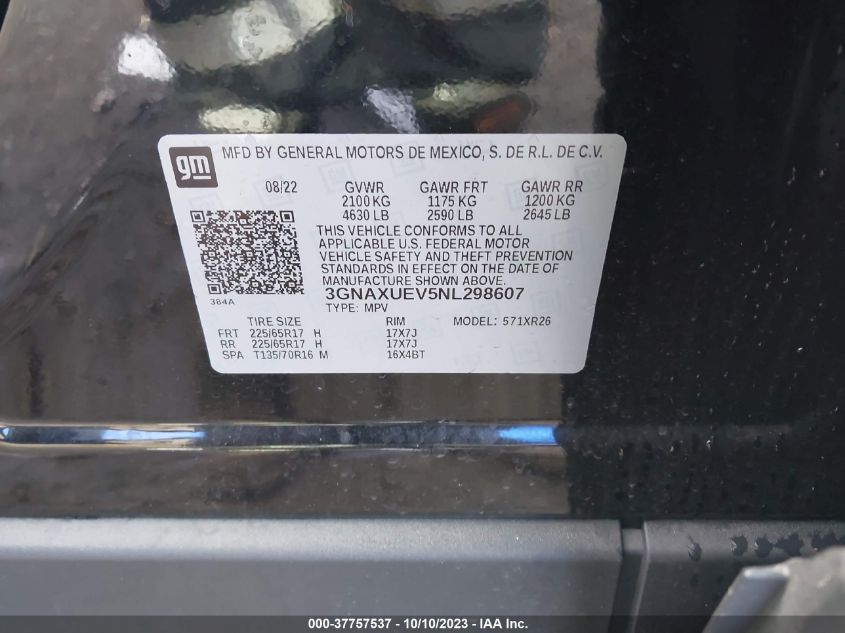 gm MFD BY GENERAL MOTORS DE MEXICO, S. DE R.L. DE C.V.
08/22 GVWR GAWR FRT GAWR RR
2100 KG 1175 KG 1200 KG
4630 LB 2590 LB 2645 LB
THIS VEHICLE CONFORMS TO ALL
APPLICABLE U.S. FEDERAL MOTOR
VEHICLE SAFETY AND THEFT PREVENTION
STANDARDS IN EFFECT ON THE DATE OF
MANUFACTURE SHOWN ABOVE.
384A 3GNAXUEV5NL298607
TYPE: MPV
TIRE SIZE RIM MODEL: 571XR26
FRT 225/65R17 H 17X7J
RR 225/65R17 H 17X7J
SPA T135/70R16 M 16X4BT
000-37757537 - 10/10/2023 - IAA Inc.